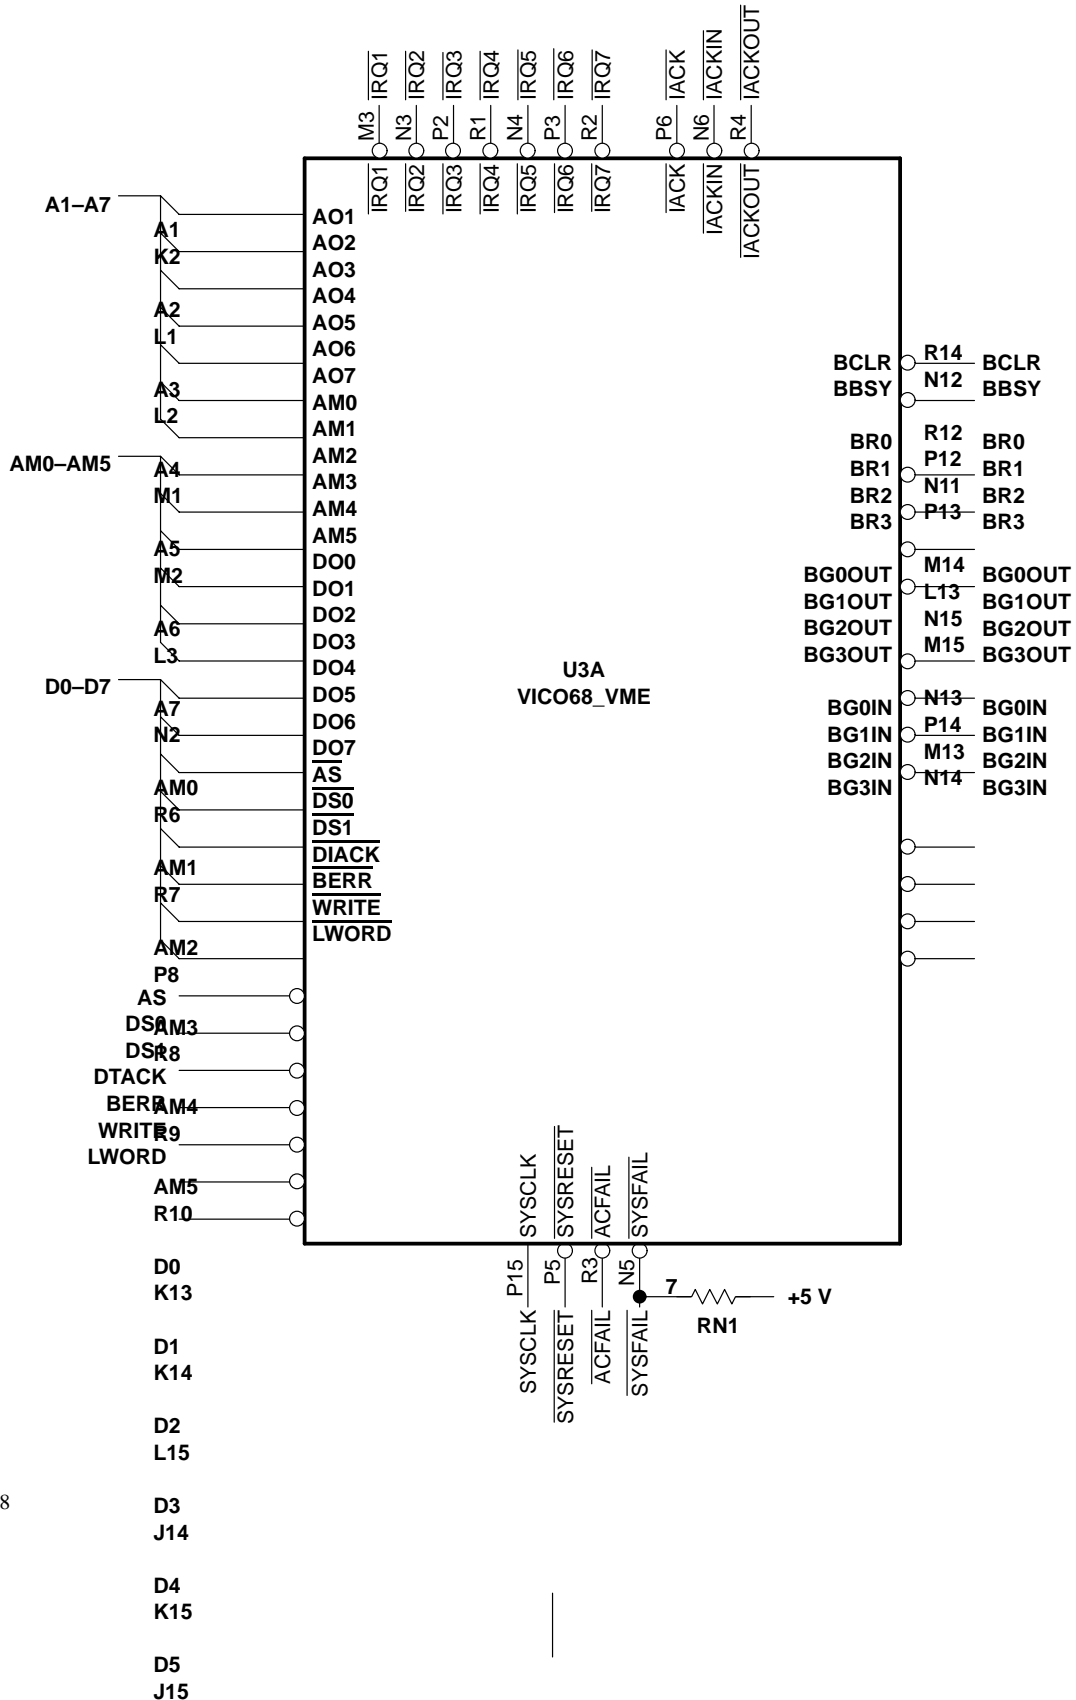 M3 IRQ1
N3 IRQ2
P2 IRQ3
R1 IRQ4
N4 IRQ5
P3 IRQ6
R2 IRQ7
P6 IACK
N6 IACKIN
R4 IACKOUT
IRQ1
IRQ2
IRQ3
IRQ4
IRQ5
IRQ6
IRQ7
IACK
IACKIN
IACKOUT
A1–A7
A1
K2
A2
L1
A3
L2
AM0–AM5
A4
M1
A5
M2
A6
L3
D0–D7
A7
N2
AM0
R6
AM1
R7
AM2
P8
AS
DS0
AM3
DS1
R8
DTACK
BERR
AM4
WRITE
R9
LWORD
AM5
R10
D0
K13
D1
K14
D2
L15
D3
J14
D4
K15
D5
J15
AO1
AO2
AO3
AO4
AO5
AO6
AO7
AM0
AM1
AM2
AM3
AM4
AM5
DO0
DO1
DO2
DO3
DO4
DO5
DO6
DO7
AS
DS0
DS1
DIACK
BERR
WRITE
LWORD
U3A
VICO68_VME
BCLR R14 BCLR
BBSY N12 BBSY
BR0 R12 BR0
BR1 P12 BR1
BR2 N11 BR2
BR3 P13 BR3
BG0OUT M14 BG0OUT
BG1OUT L13 BG1OUT
BG2OUT N15 BG2OUT
BG3OUT M15 BG3OUT
BG0IN N13 BG0IN
BG1IN P14 BG1IN
BG2IN M13 BG2IN
BG3IN N14 BG3IN
SYSCLK
SYSRESET
ACFAIL
SYSFAIL
P15
P5
R3
N5
SYSCLK
SYSRESET
ACFAIL
SYSFAIL
7
+5 V
RN1
8